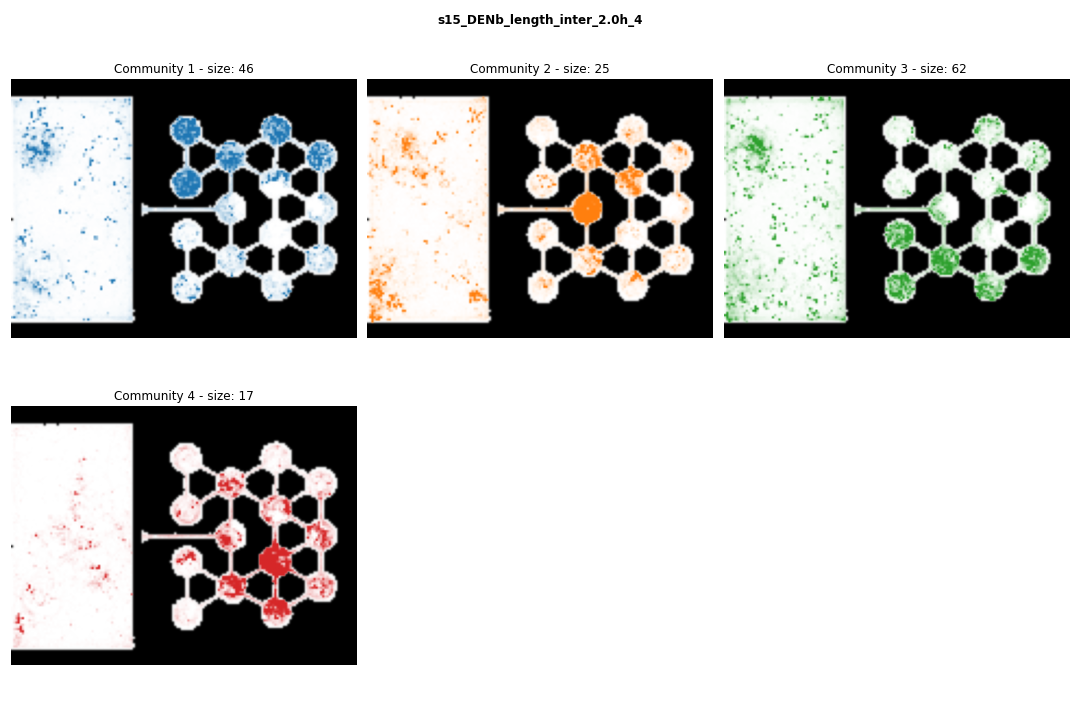 s15_DENb_length_inter_2.0h_4
Community 1 - size: 46
Community 2 - size: 25
Community 3 - size: 62
Community 4 - size: 17